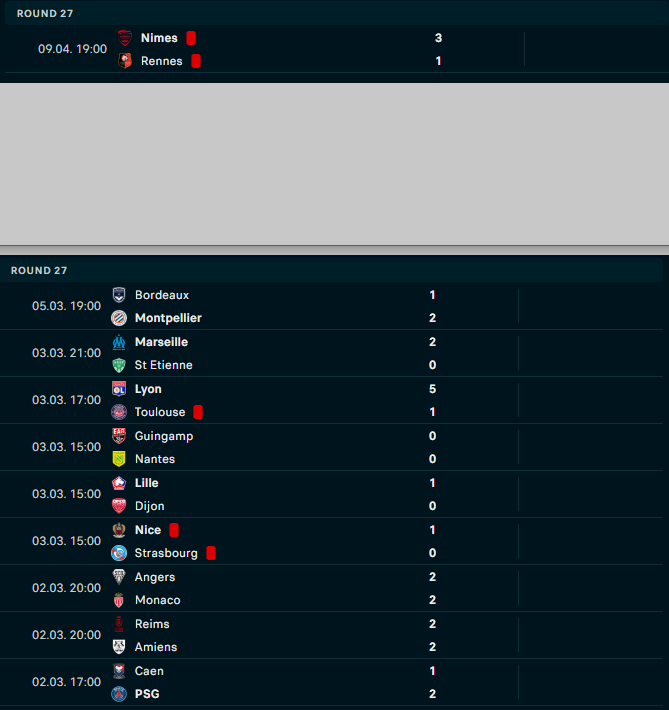 ROUND 27
09.04. 19:00 Nimes 3
Rennes 1
ROUND 27
05.03. 19:00 Bordeaux 1
Montpellier 2
03.03. 21:00 Marseille 2
St Etienne 0
03.03. 17:00 Lyon 5
Toulouse 1
03.03. 15:00 Guingamp 0
Nantes 0
03.03. 15:00 Lille 1
Dijon 0
03.03. 15:00 Nice 1
Strasbourg 0
02.03. 20:00 Angers 2
Monaco 2
02.03. 20:00 Reims 2
Amiens 2
02.03. 17:00 Caen 1
PSG 2